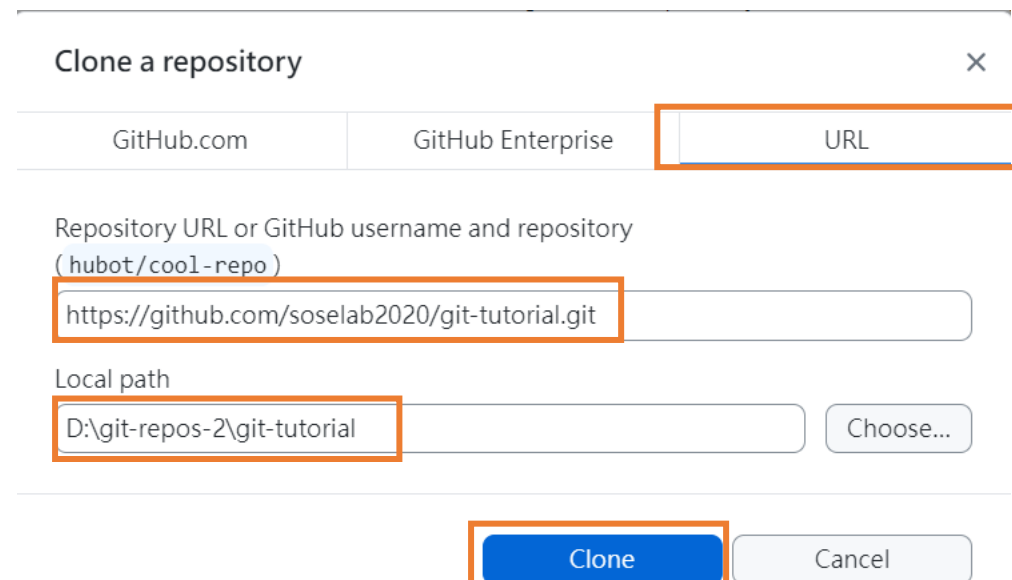 Clone a repository
GitHub.com GitHub Enterprise URL
Repository URL or GitHub username and repository
(hubot/cool-repo)
https://github.com/soselab2020/git-tutorial.git
Local path
D:\git-repos-2\git-tutorial Choose...
Clone Cancel